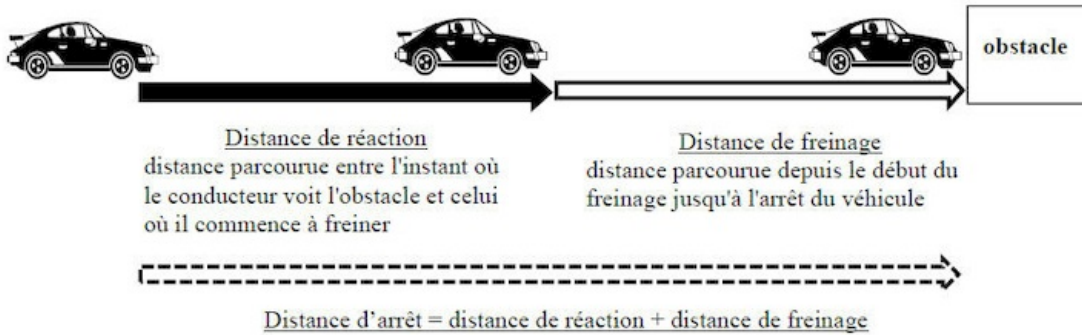 obstacle
Distance de réaction
distance parcourue entre l'instant où
le conducteur voit l'obstacle et celui
où il commence à freiner
Distance de freinage
distance parcourue depuis le début du
freinage jusqu'à l'arrêt du véhicule
Distance d’arrêt = distance de réaction + distance de freinage